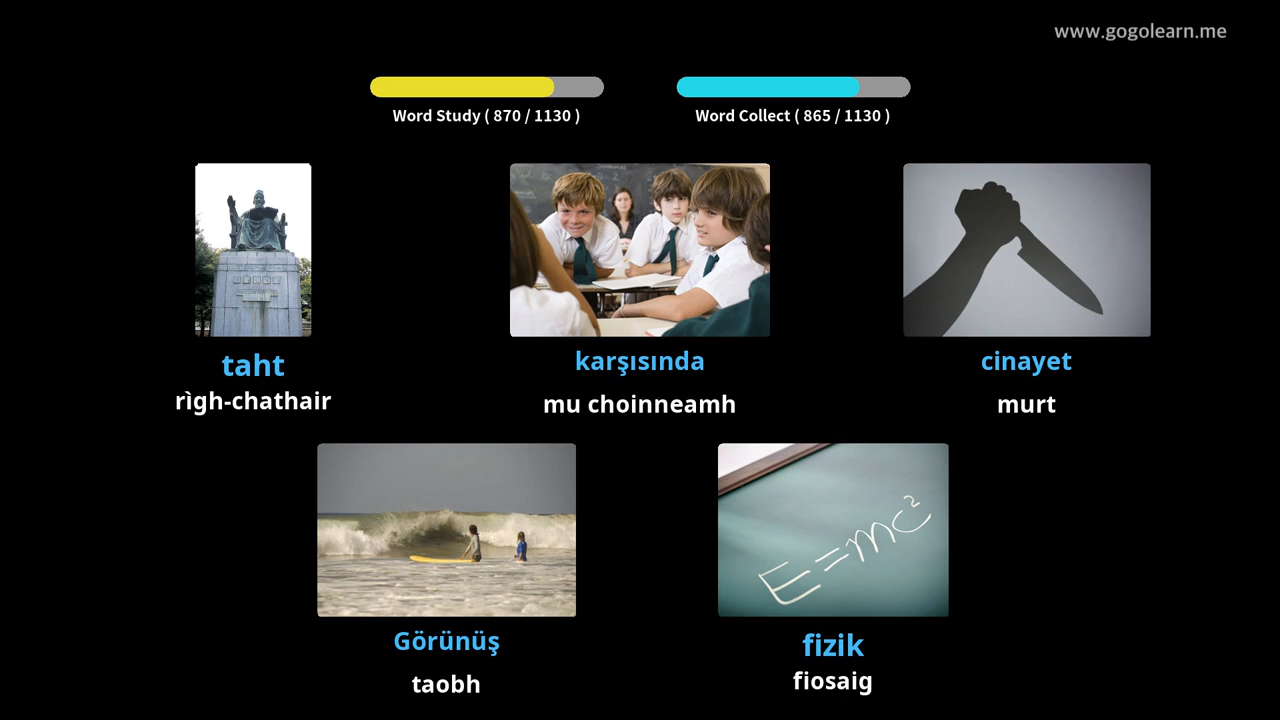 www.gogolearn.me
Word Study ( 870 / 1130 )
Word Collect ( 865 / 1130 )
taht
rìgh-chathair
karşısında
mu choinneamh
cinayet
murt
E=mc²
Görünüş
taobh
fizik
fiosaig